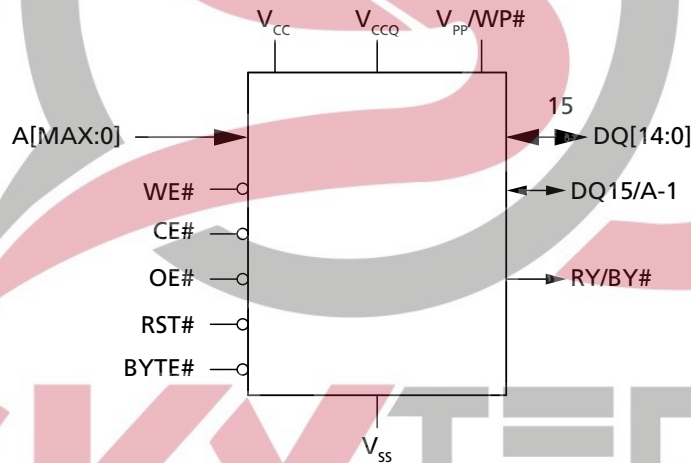 VCC VCCQ VPP/WP#
15
A[MAX:0] DQ[14:0]
WE# DQ15/A-1
CE#
OE# RY/BY#
RST#
BYTE#
VSS